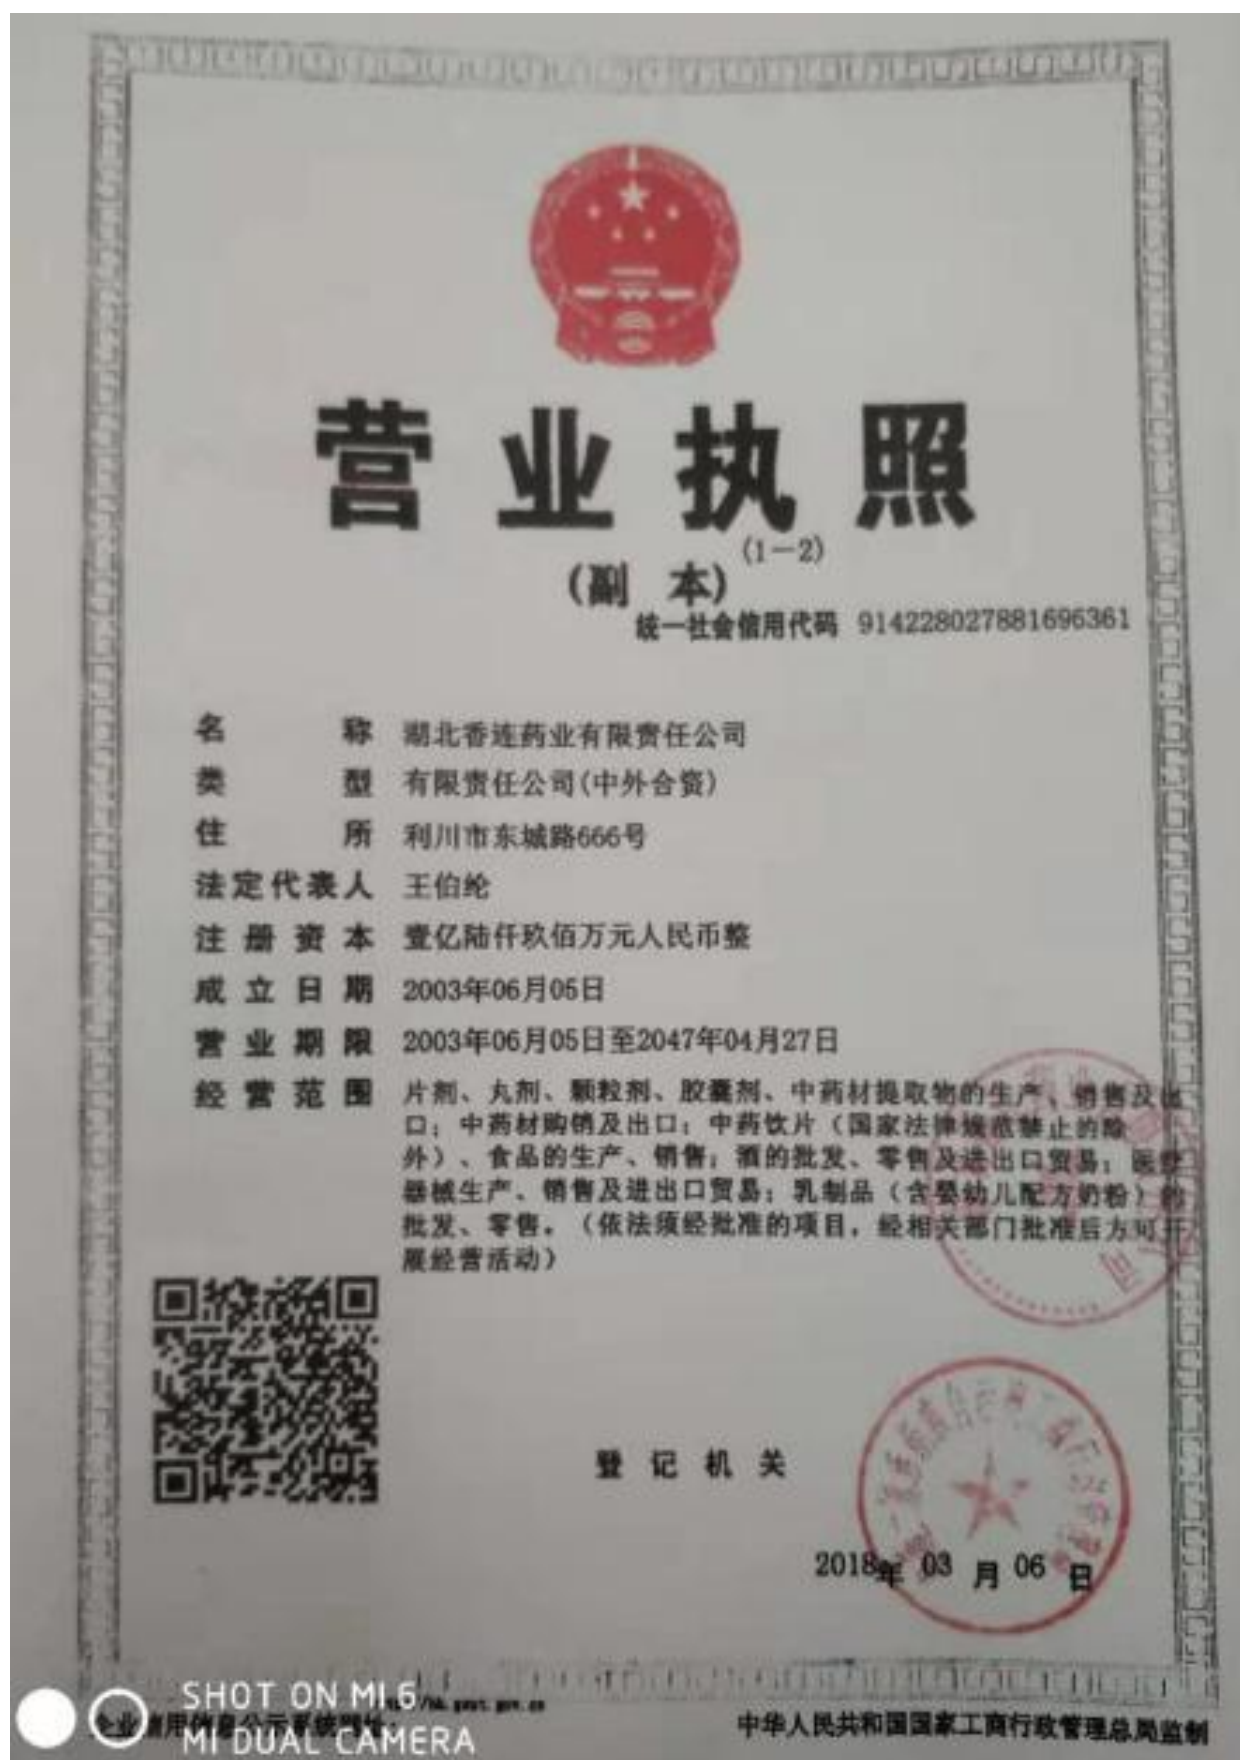 营业执照
(1-2)
(副 本)
统一社会信用代码 914228027881696361
名 称 湖北香连药业有限责任公司
类 型 有限责任公司(中外合资)
住 所 利川市东城路666号
法定代表人 王伯纶
注册资本 壹亿陆仟玖佰万元人民币整
成立日期 2003年06月05日
营业期限 2003年06月05日至2047年04月27日
经营范围 片剂、丸剂、颗粒剂、胶囊剂、中药材提取物的生产、销售及出
口；中药材购销及出口；中药饮片（国家法律规范禁止的除
外）、食品的生产、销售；酒的批发、零售及进出口贸易；医疗
器械生产、销售及进出口贸易；乳制品（含婴幼儿配方奶粉）的
批发、零售。（依法须经批准的项目，经相关部门批准后方可开
展经营活动）
登记机关
2018年 03 月 06 日
企业信用信息公示系统网址:
中华人民共和国国家工商行政管理总局监制
SHOT ON MI 6
MI DUAL CAMERA